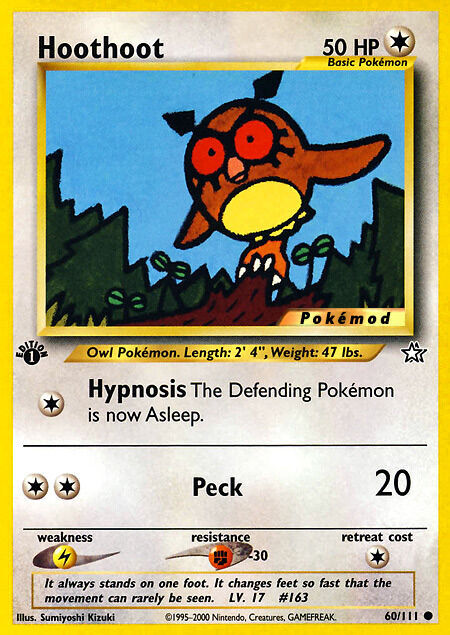 Hoothoot
50 HP
Basic Pokémon
Pokémod
EDITION 1
Owl Pokémon. Length: 2' 4", Weight: 47 lbs.
Hypnosis The Defending Pokémon
is now Asleep.
Peck 20
weakness resistance retreat cost
-30
It always stands on one foot. It changes feet so fast that the
movement can rarely be seen. LV. 17 #163
Illus. Sumiyoshi Kizuki ©1995-2000 Nintendo, Creatures, GAMEFREAK. 60/111